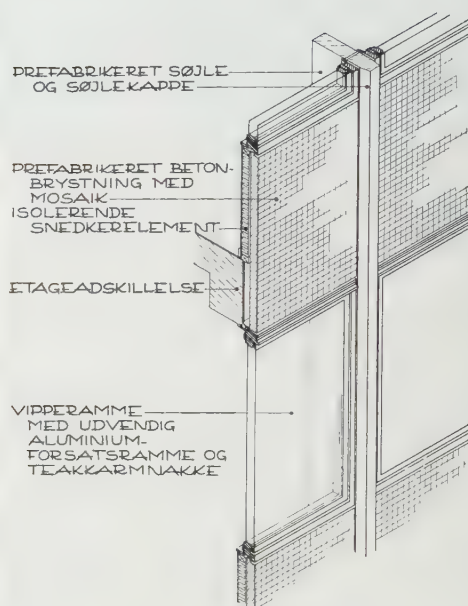 PREFABRIKERET SØJLE
OG SØJLEKAPPE
PREFABRIKERET BETON-
BRYSTNING MED
MOSAIK
ISOLERENDE
SNEDKERELEMENT
ETAGEADSKILLELSE
VIPPERAMME
MED UDVENDIG
ALUMINIUM-
FORSATSRAMME OG
TEAKKARMNAKKE